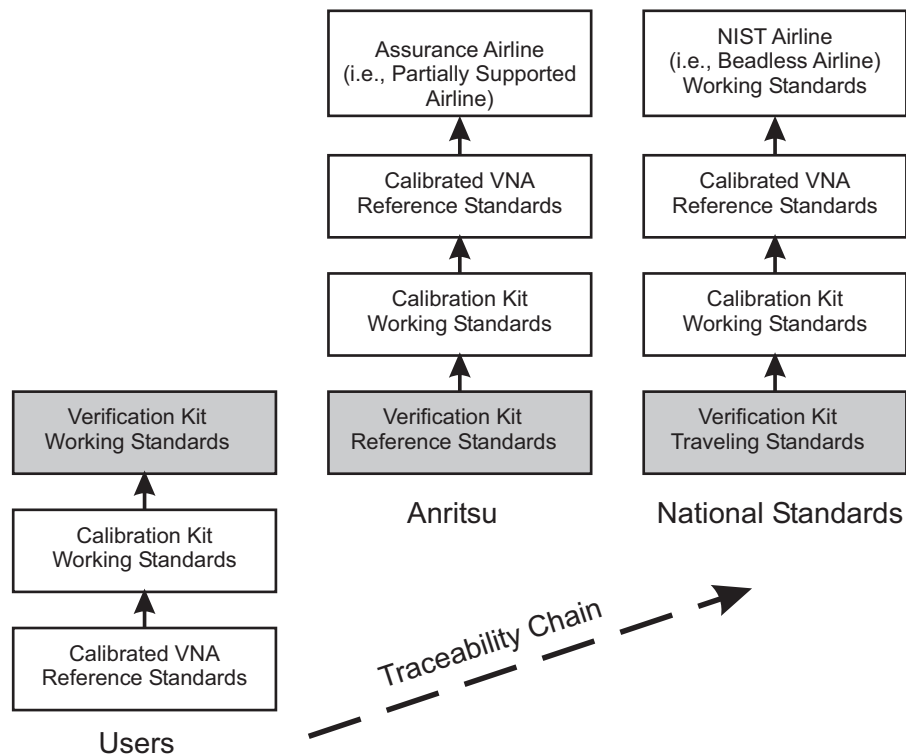 Assurance Airline
(i.e., Partially Supported
Airline)
Calibrated VNA
Reference Standards
Calibration Kit
Working Standards
Verification Kit
Reference Standards
Anritsu
NIST Airline
(i.e., Beadless Airline)
Working Standards
Calibrated VNA
Reference Standards
Calibration Kit
Working Standards
Verification Kit
Traveling Standards
National Standards
Verification Kit
Working Standards
Calibration Kit
Working Standards
Calibrated VNA
Reference Standards
Users
Traceability Chain